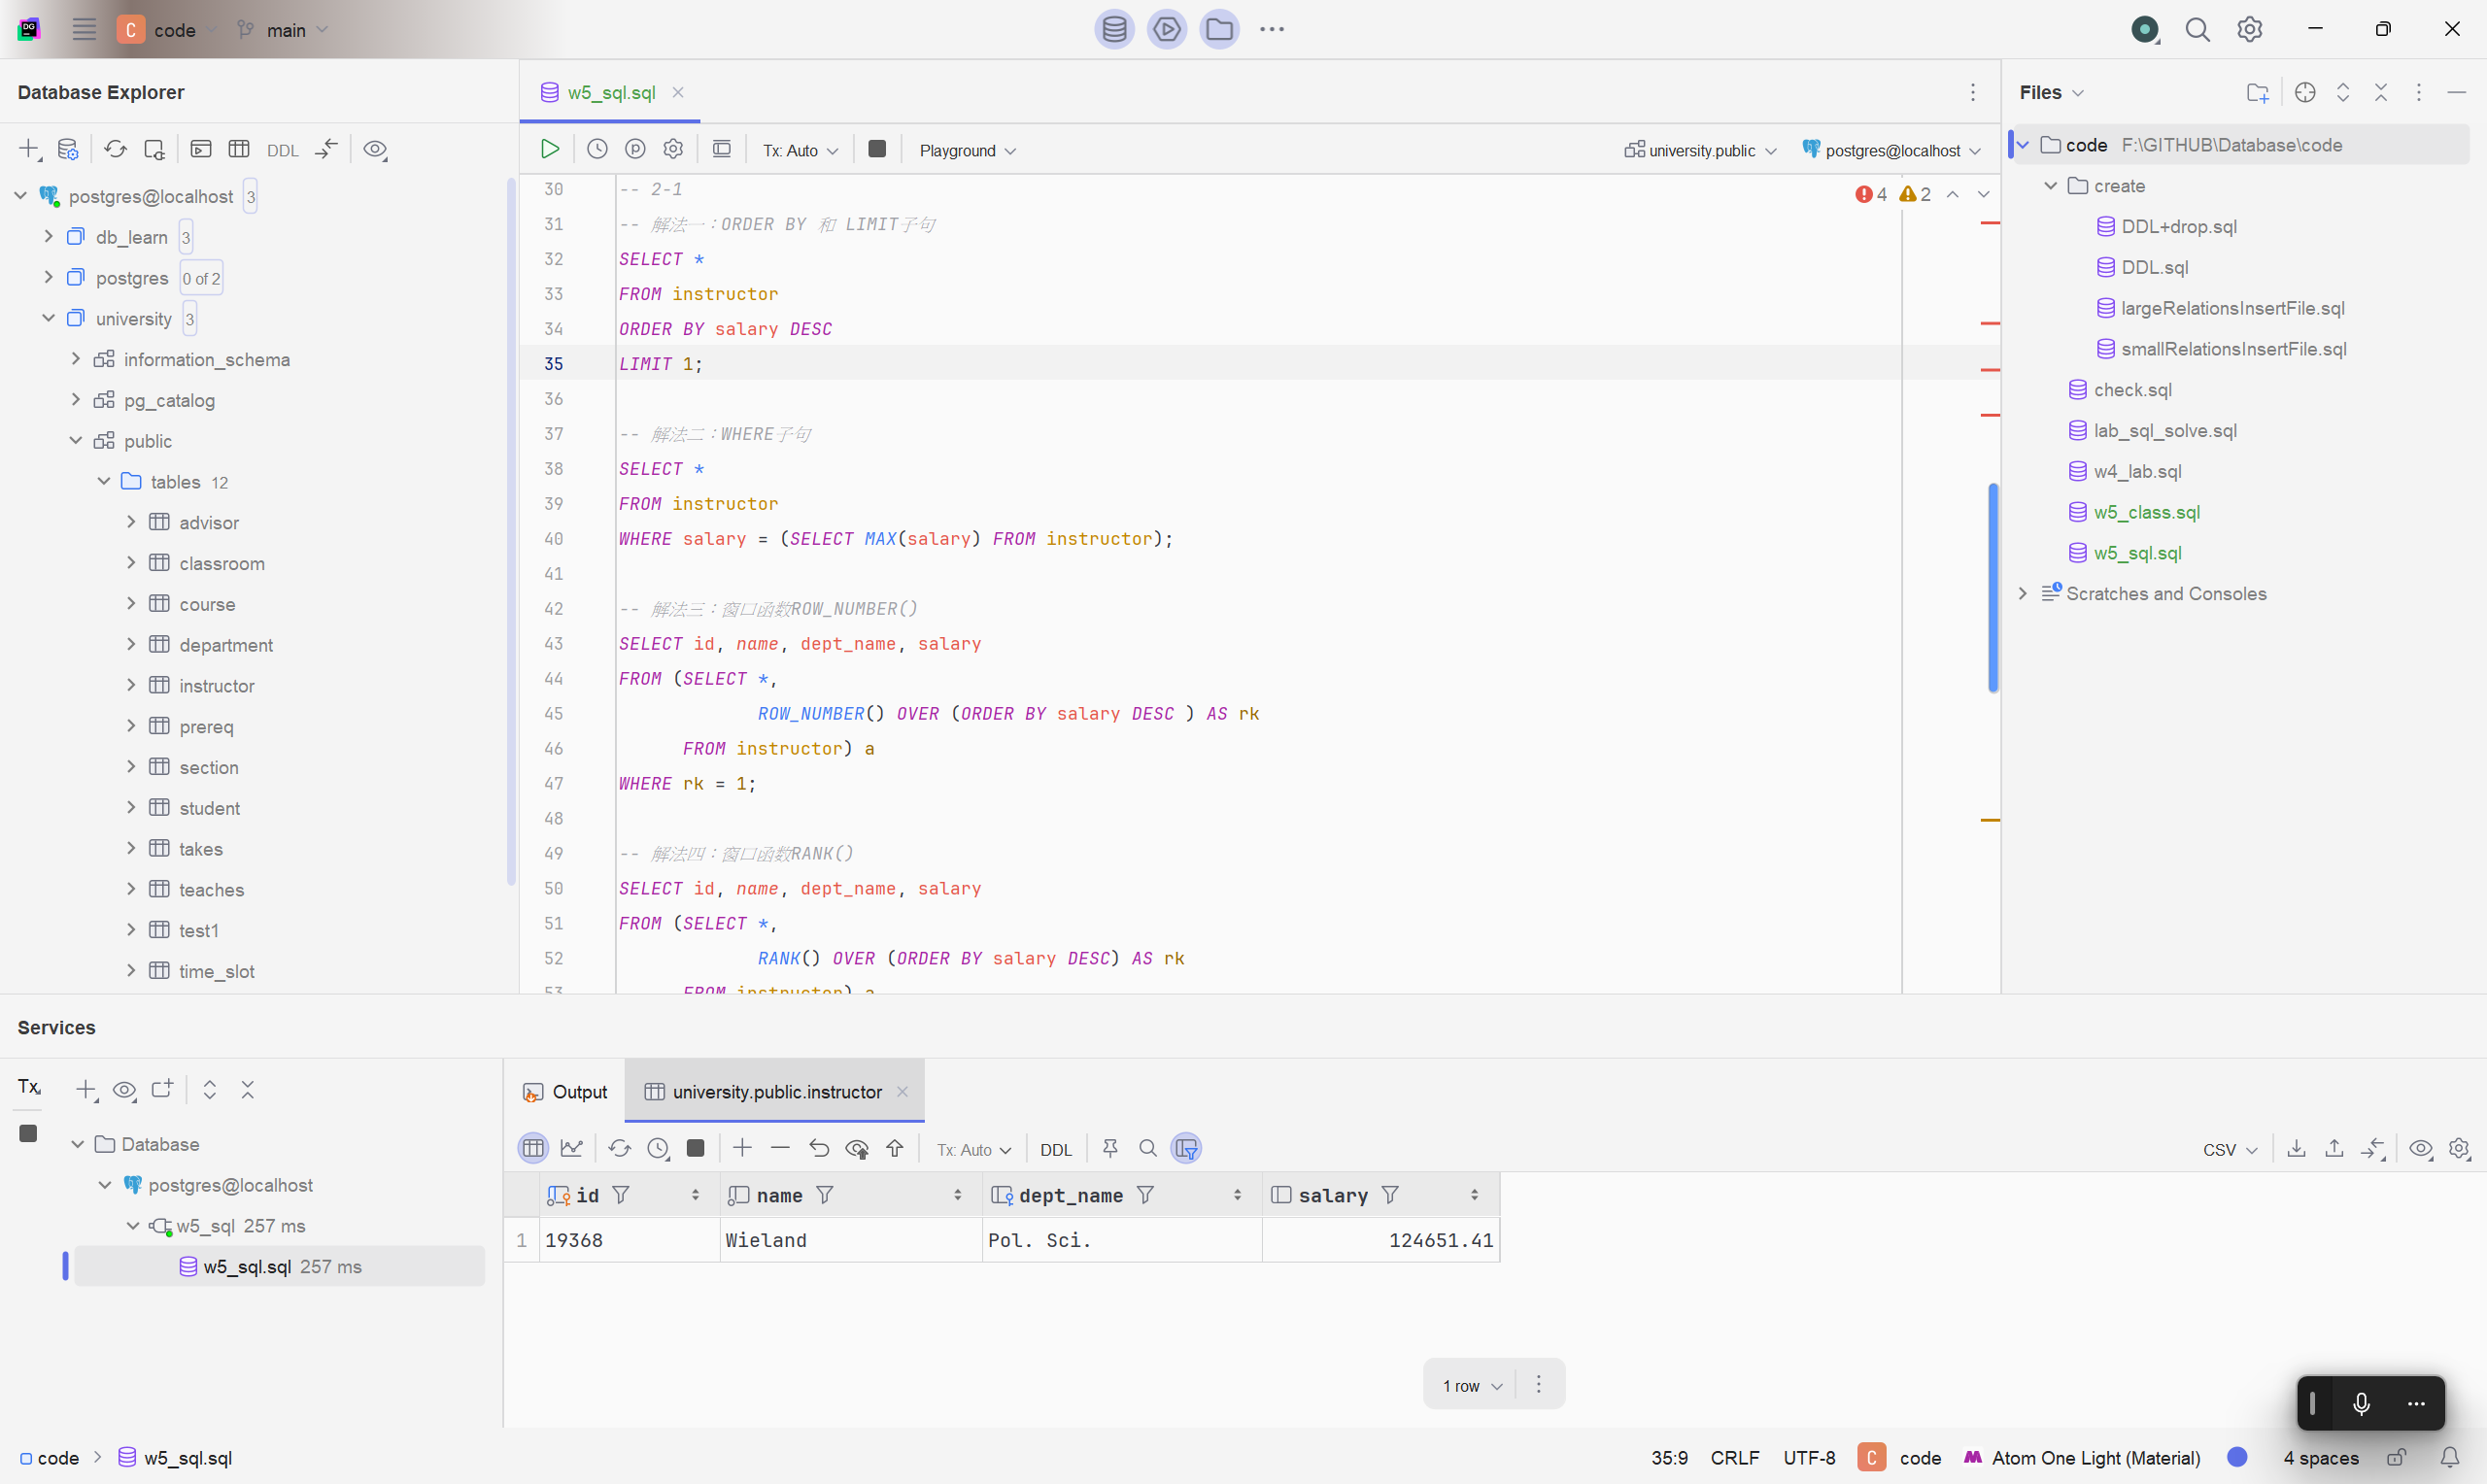 DG
C
code
main
Database Explorer
DDL
postgres@localhost 3
db_learn 3
postgres 0 of 2
university 3
information_schema
pg_catalog
public
tables 12
advisor
classroom
course
department
instructor
prereq
section
student
takes
teaches
test1
time_slot
w5_sql.sql
Tx: Auto
Playground
university.public
postgres@localhost
4
2
30 -- 2-1
31 -- 解法一：ORDER BY 和 LIMIT子句
32 SELECT *
33 FROM instructor
34 ORDER BY salary DESC
35 LIMIT 1;
36
37 -- 解法二：WHERE子句
38 SELECT *
39 FROM instructor
40 WHERE salary = (SELECT MAX(salary) FROM instructor);
41
42 -- 解法三：窗口函数ROW_NUMBER()
43 SELECT id, name, dept_name, salary
44 FROM (SELECT *,
45 ROW_NUMBER() OVER (ORDER BY salary DESC ) AS rk
46 FROM instructor) a
47 WHERE rk = 1;
48
49 -- 解法四：窗口函数RANK()
50 SELECT id, name, dept_name, salary
51 FROM (SELECT *,
52 RANK() OVER (ORDER BY salary DESC) AS rk
53 FROM instructor) a
Files
code F:\GITHUB\Database\code
create
DDL+drop.sql
DDL.sql
largeRelationsInsertFile.sql
smallRelationsInsertFile.sql
check.sql
lab_sql_solve.sql
w4_lab.sql
w5_class.sql
w5_sql.sql
Scratches and Consoles
Services
Tx
Database
postgres@localhost
w5_sql 257 ms
w5_sql.sql 257 ms
Output
university.public.instructor
Tx: Auto
DDL
CSV
id
name
dept_name
salary
1 19368 Wieland Pol. Sci. 124651.41
1 row
code
w5_sql.sql
35:9
CRLF
UTF-8
C
code
Atom One Light (Material)
4 spaces